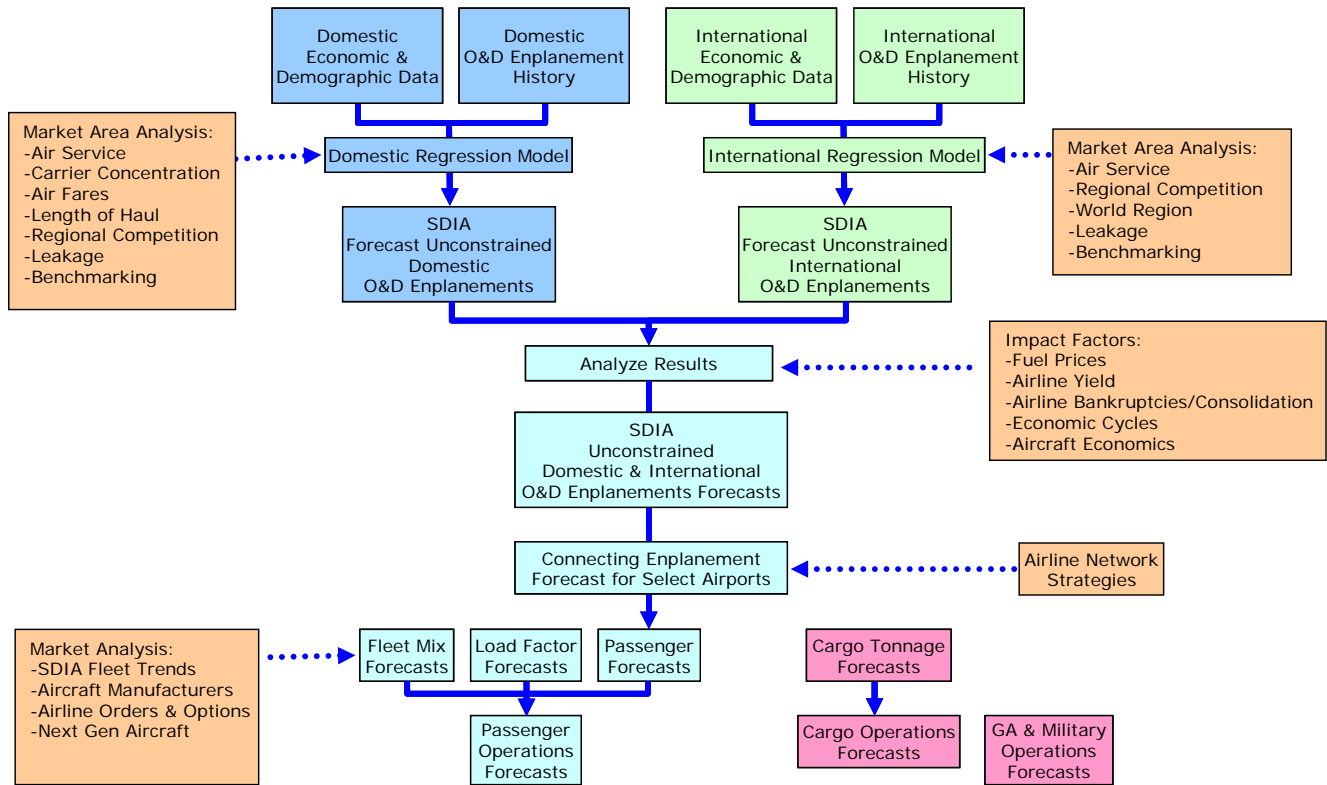 Domestic
Economic &
Demographic Data
Domestic
O&D Enplanement
History
International
Economic &
Demographic Data
International
O&D Enplanement
History
Market Area Analysis:
-Air Service
-Carrier Concentration
-Air Fares
-Length of Haul
-Regional Competition
-Leakage
-Benchmarking
Domestic Regression Model
International Regression Model
Market Area Analysis:
-Air Service
-Regional Competition
-World Region
-Leakage
-Benchmarking
SDIA
Forecast Unconstrained
Domestic
O&D Enplanements
SDIA
Forecast Unconstrained
International
O&D Enplanements
Analyze Results
Impact Factors:
-Fuel Prices
-Airline Yield
-Airline Bankruptcies/Consolidation
-Economic Cycles
-Aircraft Economics
SDIA
Unconstrained
Domestic & International
O&D Enplanements Forecasts
Connecting Enplanement
Forecast for Select Airports
Airline Network
Strategies
Market Analysis:
-SDIA Fleet Trends
-Aircraft Manufacturers
-Airline Orders & Options
-Next Gen Aircraft
Fleet Mix
Forecasts
Load Factor
Forecasts
Passenger
Forecasts
Cargo Tonnage
Forecasts
Passenger
Operations
Forecasts
Cargo Operations
Forecasts
GA & Military
Operations
Forecasts